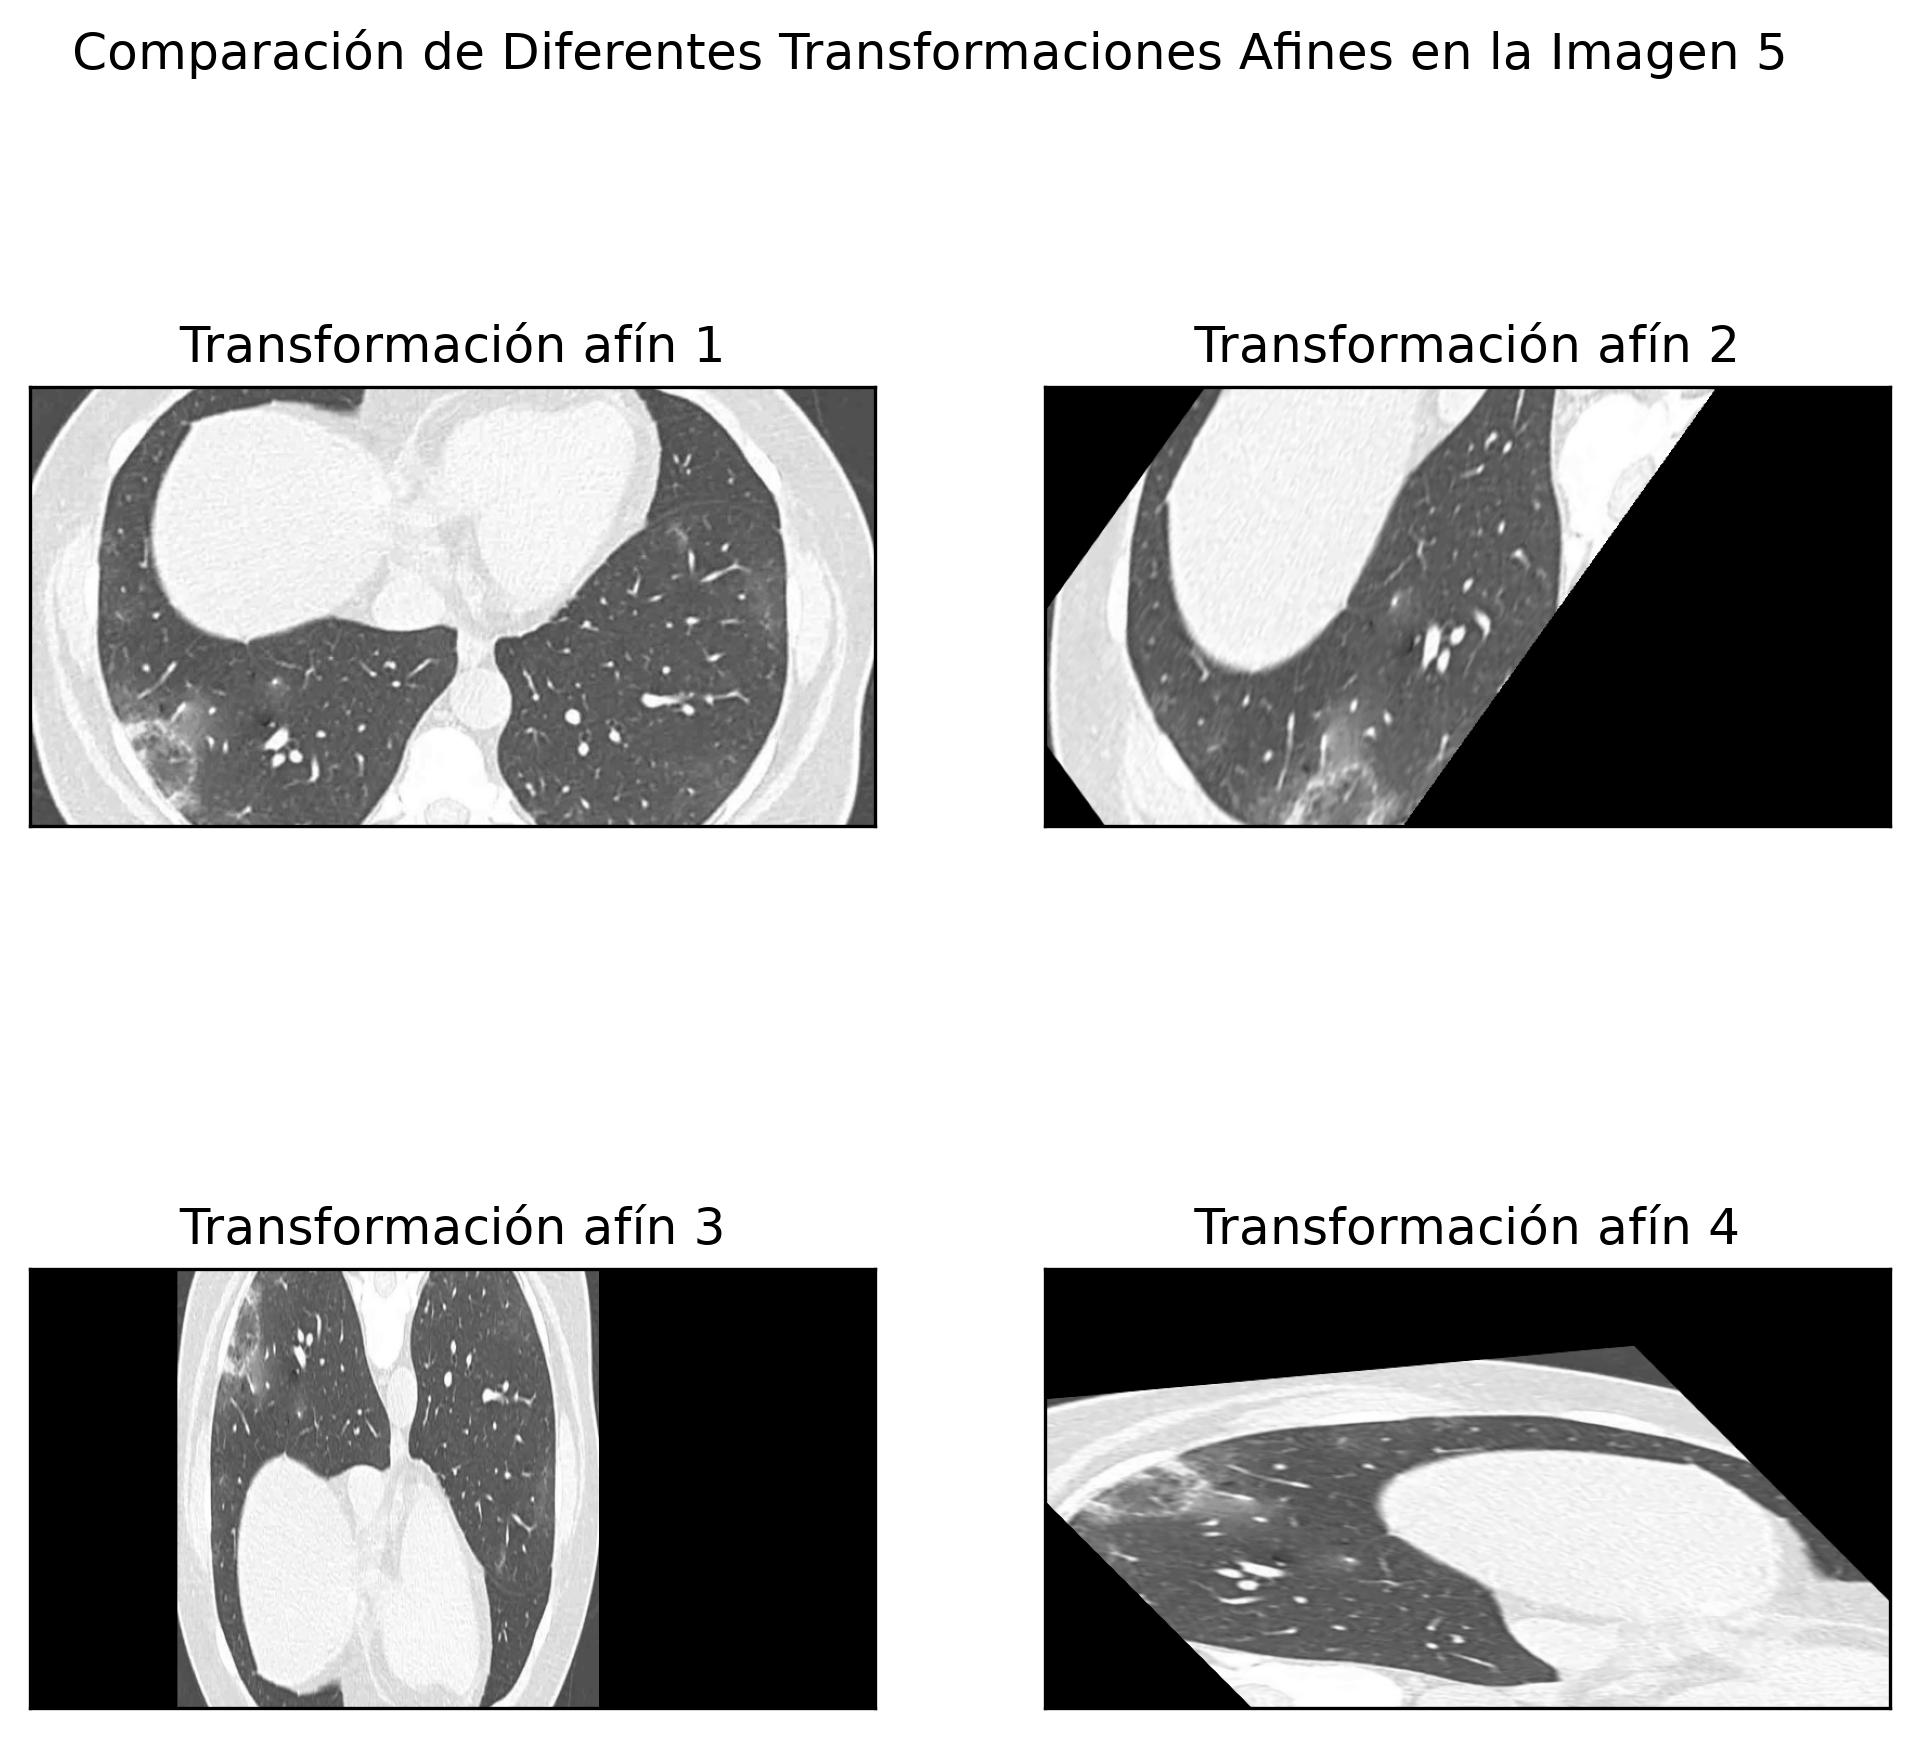 Comparación de Diferentes Transformaciones Afines en la Imagen 5
Transformación afín 1
Transformación afín 2
Transformación afín 3
Transformación afín 4